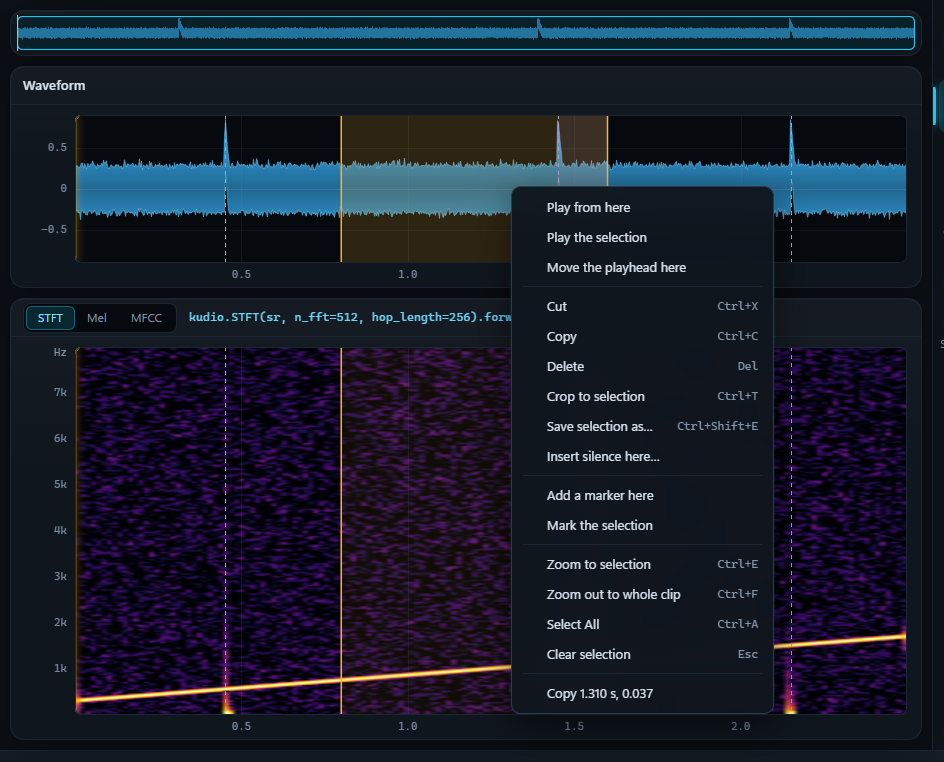 Waveform
0.5
0
−0.5
0.5
1.0
STFT
Mel
MFCC
kudio.STFT(sr, n_fft=512, hop_length=256).forw
Hz
7k
6k
5k
4k
3k
2k
1k
0.5
1.0
1.5
2.0
Play from here
Play the selection
Move the playhead here
Cut Ctrl+X
Copy Ctrl+C
Delete Del
Crop to selection Ctrl+T
Save selection as... Ctrl+Shift+E
Insert silence here...
Add a marker here
Mark the selection
Zoom to selection Ctrl+E
Zoom out to whole clip Ctrl+F
Select All Ctrl+A
Clear selection Esc
Copy 1.310 s, 0.037